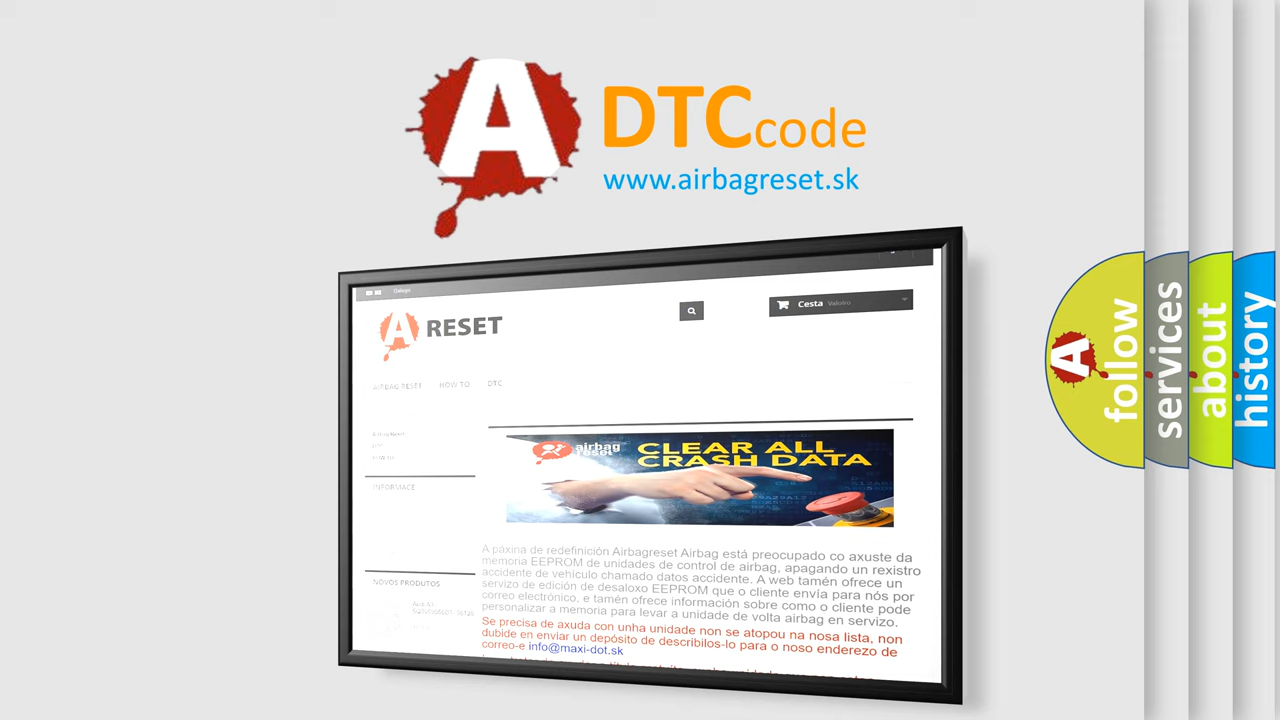 A DTCcode
www.airbagreset.sk
Galego
A RESET
Cesta Valeiro
AIRBAG RESET HOW TO DTC
INFORMACE
CLEAR ALL
airbag
reset
CRASH DATA
A páxina de redefinición Airbagreset Airbag está preocupado co axuste da
memoria EEPROM de unidades de control de airbag, apagando un rexistro
accidente de vehículo chamado datos accidente. A web tamén ofrece un
servizo de edición de desaloxo EEPROM que o cliente envía para nós por
correo electrónico, e tamén ofrece información sobre como o cliente pode
personalizar a memoria para levar a unidade de volta airbag en servizo.
NOVOS PRODUTOS
Se precisa de axuda con unha unidade non se atopou na nosa lista, non
dubide en enviar un depósito de describilos-lo para o noso enderezo de
correo-e info@maxi-dot.sk
A follow
services
about
history